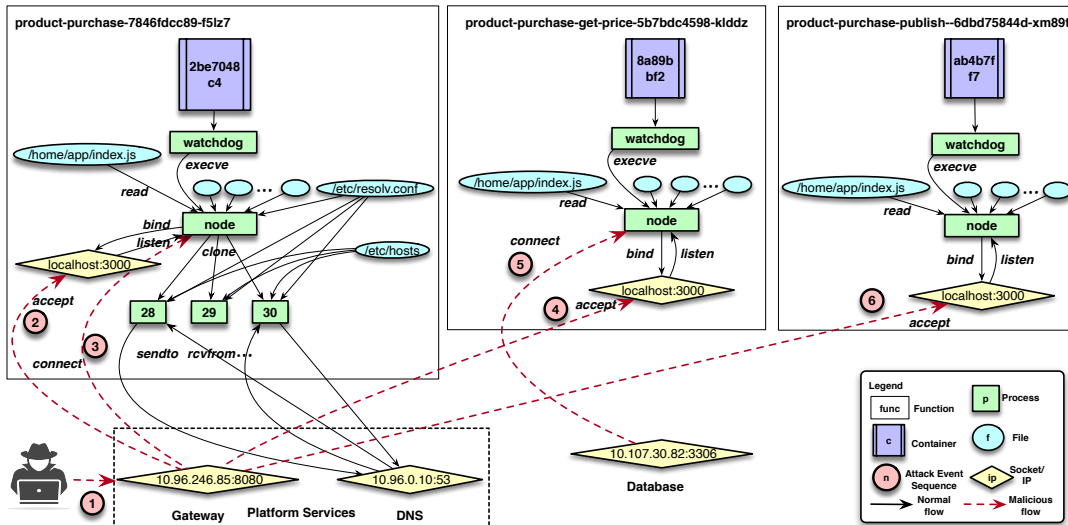 product-purchase-7846fdcc89-f5lz7
2be7048
c4
watchdog
/home/app/index.js
execve
read
...
/etc/resolv.conf
bind
node
listen
clone
/etc/hosts
localhost:3000
accept
2
28
29
30
3
connect
sendto
rcvfrom...
product-purchase-get-price-5b7bdc4598-klddz
8a89b
bf2
watchdog
execve
/home/app/index.js
...
read
node
connect
5
bind
listen
4
localhost:3000
accept
product-purchase-publish--6dbd75844d-xm89t
ab4b7f
f7
watchdog
execve
/home/app/index.js
...
read
node
bind
listen
6
localhost:3000
accept
1
10.96.246.85:8080
10.96.0.10:53
Gateway
Platform Services
DNS
10.107.30.82:3306
Database
Legend
func
Function
p
Process
c
Container
f
File
n
Attack Event
Sequence
ip
Socket/
IP
Normal
flow
Malicious
flow